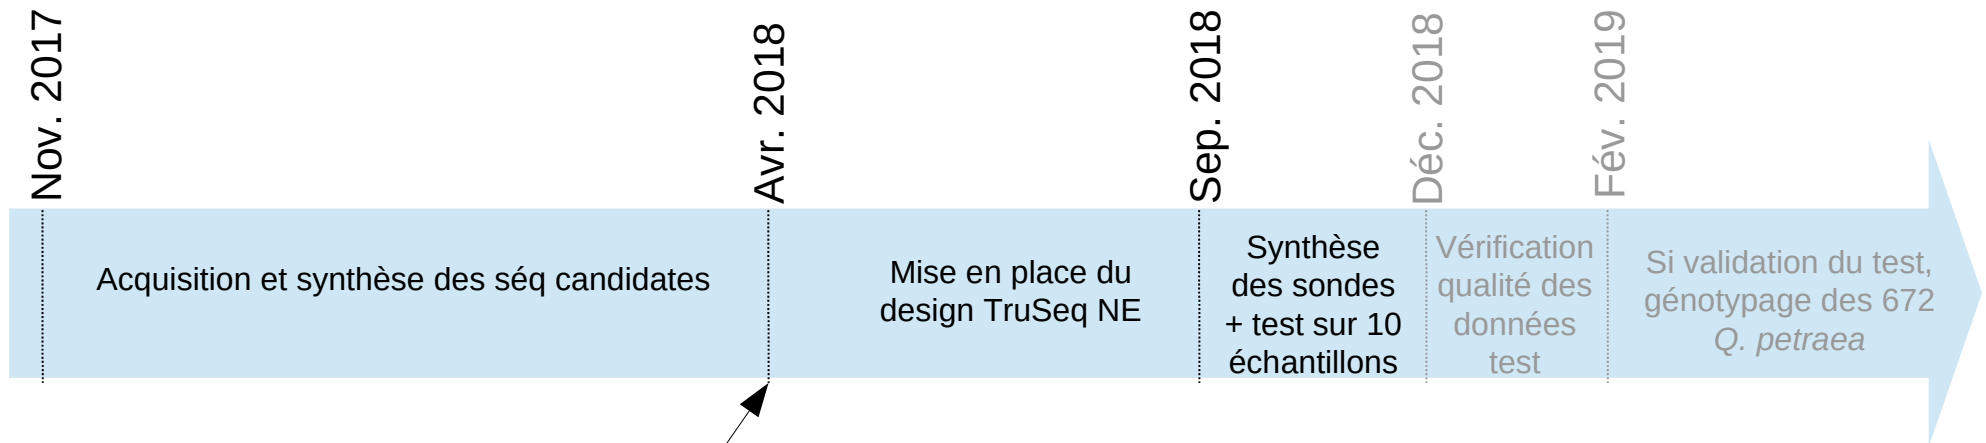 Nov. 2017
Avr. 2018
Sep. 2018
Déc. 2018
Fév. 2019
Acquisition et synthèse des séq candidates
Mise en place du
design TruSeq NE
Synthèse
des sondes
+ test sur 10
échantillons
Vérification
qualité des
données
test
Si validation du test,
génotypage des 672
Q. petraea